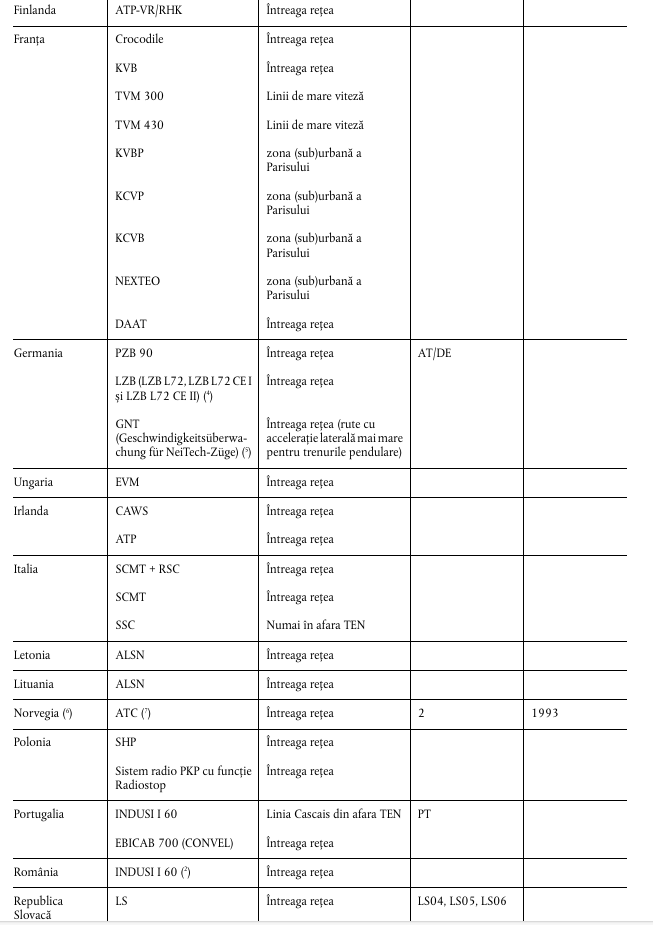 Finlanda ATP-VR/RHK Întreaga rețea
Franța Crocodile Întreaga rețea
KVB Întreaga rețea
TVM 300 Linii de mare viteză
TVM 430 Linii de mare viteză
KVBP zona (sub)urbană a
Parisului
KCVP zona (sub)urbană a
Parisului
KCVB zona (sub)urbană a
Parisului
NEXTEO zona (sub)urbană a
Parisului
DAAT Întreaga rețea
Germania PZB 90 Întreaga rețea AT/DE
LZB (LZB L72, LZB L72 CE I Întreaga rețea
și LZB L72 CE II) (⁴)
GNT Întreaga rețea (rute cu
(Geschwindigkeitsüberwa- accelerație laterală mai mare
chung für NeiTech-Züge) (⁵) pentru trenurile pendulare)
Ungaria EVM Întreaga rețea
Irlanda CAWS Întreaga rețea
ATP Întreaga rețea
Italia SCMT + RSC Întreaga rețea
SCMT Întreaga rețea
SSC Numai în afara TEN
Letonia ALSN Întreaga rețea
Lituania ALSN Întreaga rețea
Norvegia (⁶) ATC (⁷) Întreaga rețea 2 1993
Polonia SHP Întreaga rețea
Sistem radio PKP cu funcție Întreaga rețea
Radiostop
Portugalia INDUSI I 60 Linia Cascais din afara TEN PT
EBICAB 700 (CONVEL) Întreaga rețea
România INDUSI I 60 (²) Întreaga rețea
Republica LS Întreaga rețea LS04, LS05, LS06
Slovacă